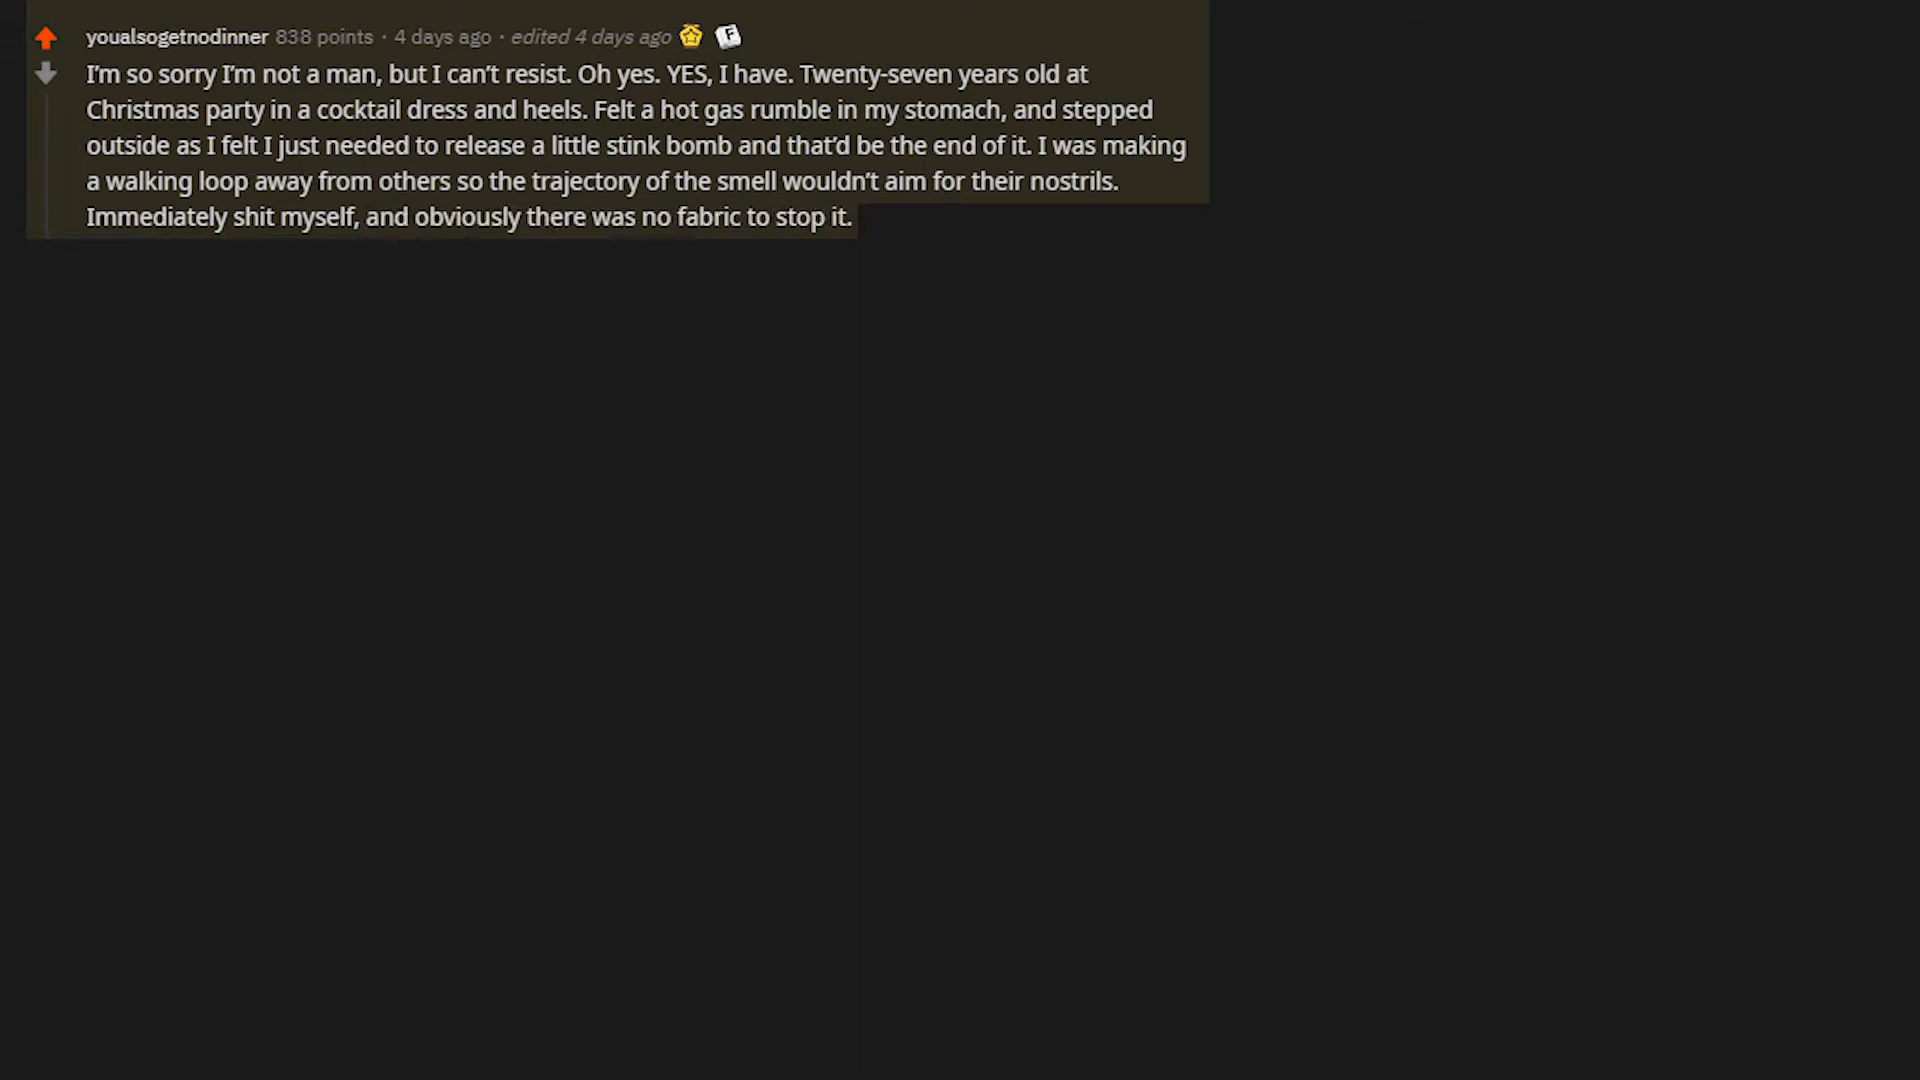 youalsogetnodinner 838 points · 4 days ago · edited 4 days ago F
I'm so sorry I'm not a man, but I can't resist. Oh yes. YES, I have. Twenty-seven years old at
Christmas party in a cocktail dress and heels. Felt a hot gas rumble in my stomach, and stepped
outside as I felt I just needed to release a little stink bomb and that'd be the end of it. I was making
a walking loop away from others so the trajectory of the smell wouldn't aim for their nostrils.
Immediately shit myself, and obviously there was no fabric to stop it.